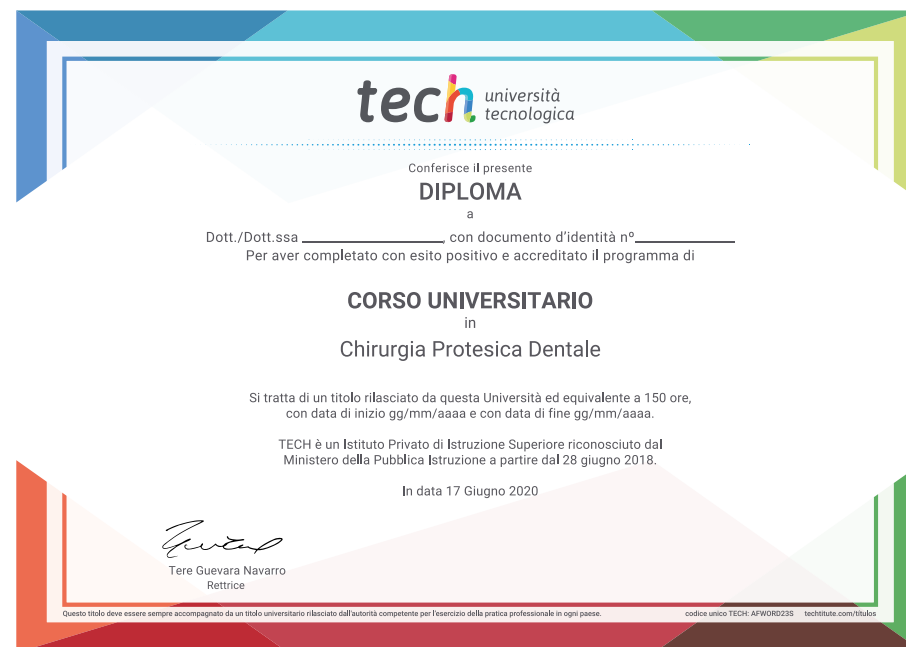 tech università
tecnologica
Conferisce il presente
DIPLOMA
a
Dott./Dott.ssa ____________________, con documento d'identità nº______________
Per aver completato con esito positivo e accreditato il programma di
CORSO UNIVERSITARIO
in
Chirurgia Protesica Dentale
Si tratta di un titolo rilasciato da questa Università ed equivalente a 150 ore,
con data di inizio gg/mm/aaaa e con data di fine gg/mm/aaaa.
TECH è un Istituto Privato di Istruzione Superiore riconosciuto dal
Ministero della Pubblica Istruzione a partire dal 28 giugno 2018.
In data 17 Giugno 2020
Tere Guevara Navarro
Rettrice
Questo titolo deve essere sempre accompagnato da un titolo universitario rilasciato dall'autorità competente per l'esercizio della pratica professionale in ogni paese. codice unico TECH: AFWORD23S techtitute.com/titulos